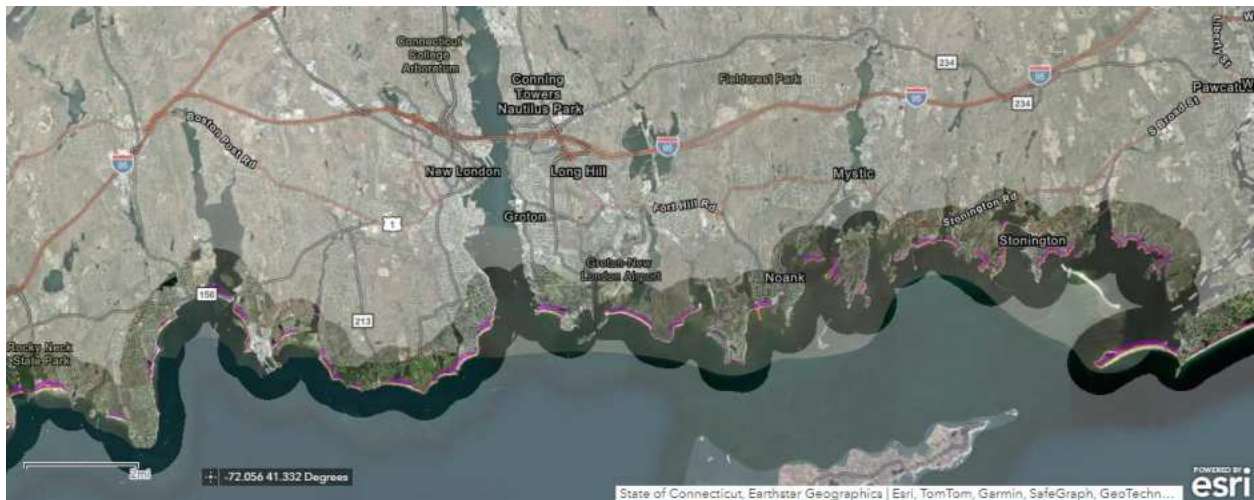 Connecticut
College
Arboretum
Conning
Towers
Nautilus Park
Fieldcrest Park
234
95
Liberty St
95
234
Pawcatu
Boston Post Rd
S Broad St
95
95
New London
Long Hill
Mystic
Fort Hill Rd
Groton
1
Stonington Rd
Stonington
Groton-New
London Airport
Noank
156
213
Rocky Neck
State Park
2mi
-72.056 41.332 Degrees
POWERED BY
esri
State of Connecticut, Earthstar Geographics | Esri, TomTom, Garmin, SafeGraph, GeoTechn...